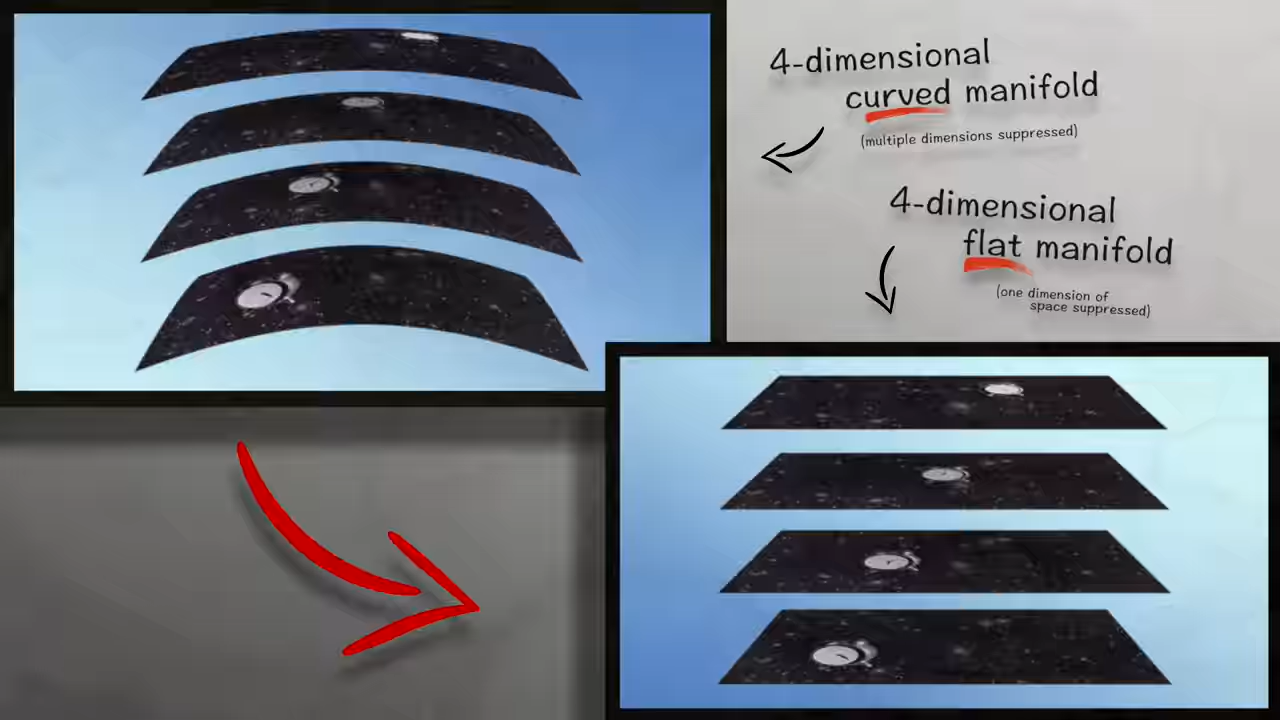 4-dimensional
curved manifold
(multiple dimensions suppressed)
4-dimensional
flat manifold
(one dimension of
space suppressed)